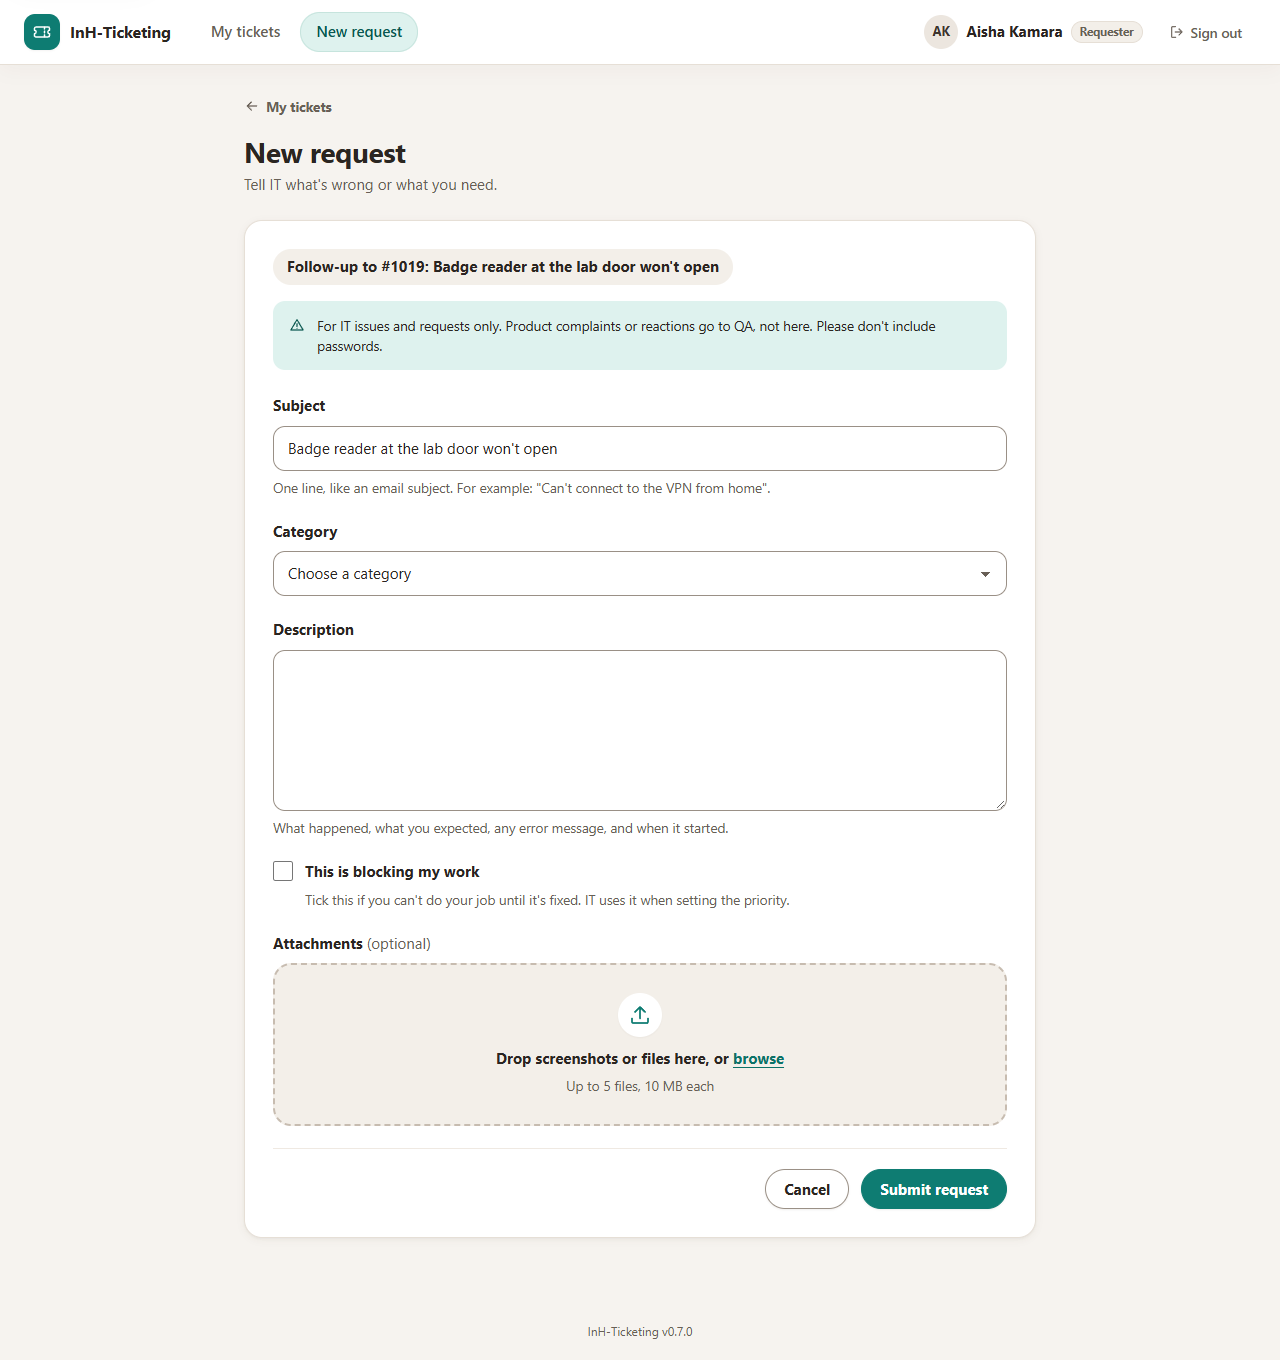 InH-Ticketing
My tickets
New request
AK
Aisha Kamara
Requester
Sign out
My tickets
New request
Tell IT what's wrong or what you need.
Follow-up to #1019: Badge reader at the lab door won't open
For IT issues and requests only. Product complaints or reactions go to QA, not here. Please don't include
passwords.
Subject
Badge reader at the lab door won't open
One line, like an email subject. For example: "Can't connect to the VPN from home".
Category
Choose a category
Description
What happened, what you expected, any error message, and when it started.
This is blocking my work
Tick this if you can't do your job until it's fixed. IT uses it when setting the priority.
Attachments (optional)
Drop screenshots or files here, or browse
Up to 5 files, 10 MB each
Cancel
Submit request
InH-Ticketing v0.7.0